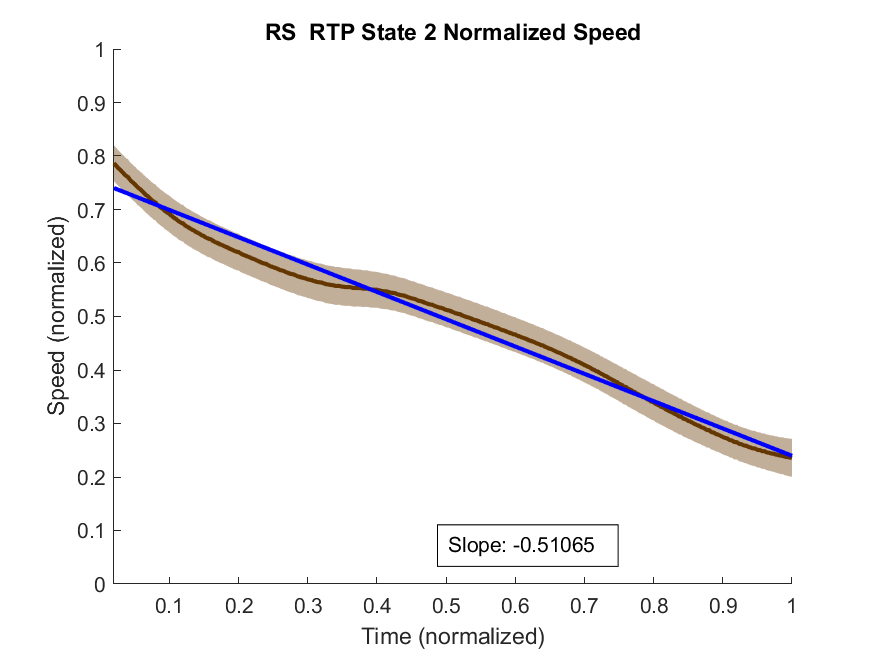 RS  RTP State 2 Normalized Speed
1
0.9
0.8
0.7
0.6
0.5
0.4
0.3
0.2
0.1
0
Speed (normalized)
Slope: -0.51065
0.1 0.2 0.3 0.4 0.5 0.6 0.7 0.8 0.9 1
Time (normalized)